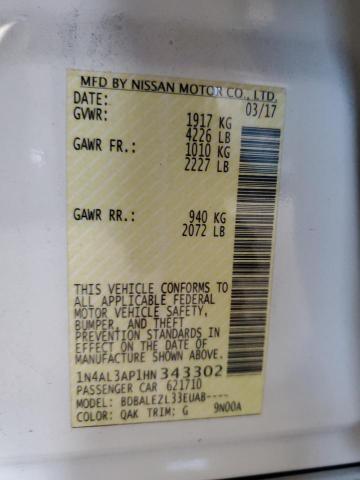 MFD BY NISSAN MOTOR CO., LTD.
DATE: 03/17
GVWR: 1917 KG
4226 LB
GAWR FR.: 1010 KG
2227 LB
GAWR RR.: 940 KG
2072 LB
THIS VEHICLE CONFORMS TO
ALL APPLICABLE FEDERAL
MOTOR VEHICLE SAFETY,
BUMPER, AND THEFT
PREVENTION STANDARDS IN
EFFECT ON THE DATE OF
MANUFACTURE SHOWN ABOVE.
1N4AL3AP1HN343302
PASSENGER CAR 621710
MODEL: BDBALEZL33EUAB----
COLOR: QAK TRIM: G 9N00A